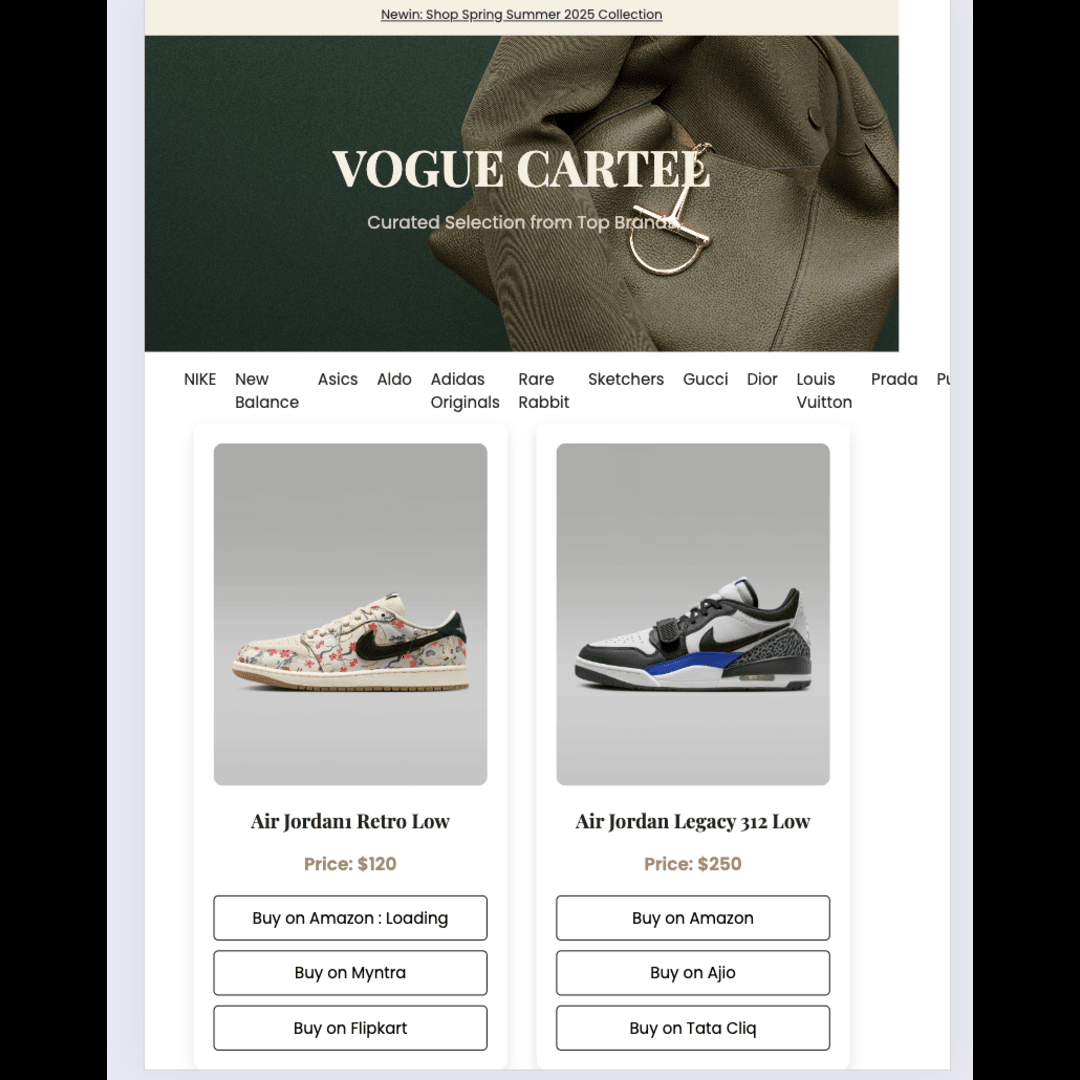 Newin: Shop Spring Summer 2025 Collection
VOGUE CARTEL
Curated Selection from Top Brands
NIKE New Balance Asics Aldo Adidas Originals Rare Rabbit Sketchers Gucci Dior Louis Vuitton Prada
Air Jordan1 Retro Low
Price: $120
Buy on Amazon : Loading
Buy on Myntra
Buy on Flipkart
Air Jordan Legacy 312 Low
Price: $250
Buy on Amazon
Buy on Ajio
Buy on Tata Cliq